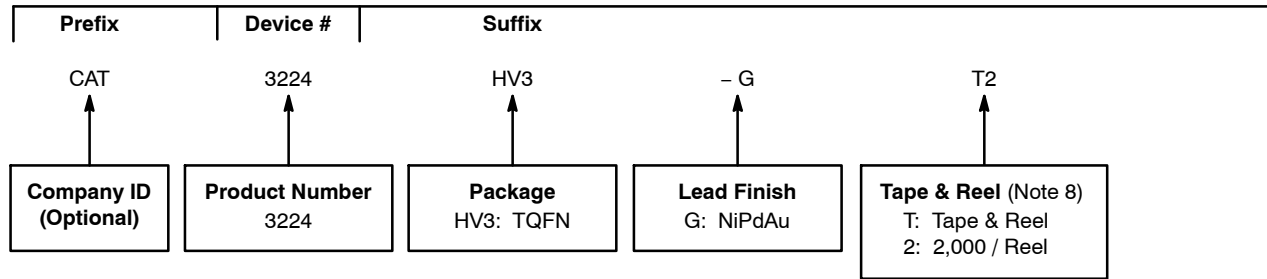 Prefix Device # Suffix
CAT 3224 HV3 – G T2
Company ID Product Number Package Lead Finish Tape & Reel (Note 8)
(Optional) 3224 HV3: TQFN G: NiPdAu T: Tape & Reel
2: 2,000 / Reel